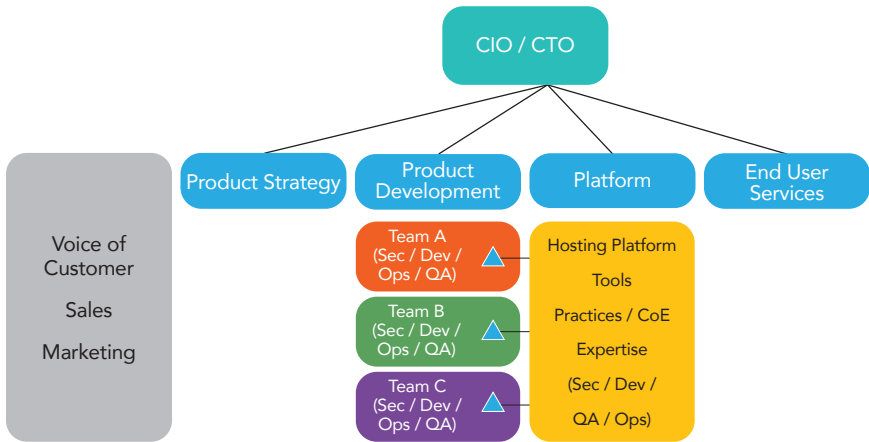 CIO / CTO
Product Strategy
Product
Development
Platform
End User
Services
Voice of
Customer
Sales
Marketing
Team A
(Sec / Dev /
Ops / QA)
Team B
(Sec / Dev /
Ops / QA)
Team C
(Sec / Dev /
Ops / QA)
Hosting Platform
Tools
Practices / CoE
Expertise
(Sec / Dev /
QA / Ops)